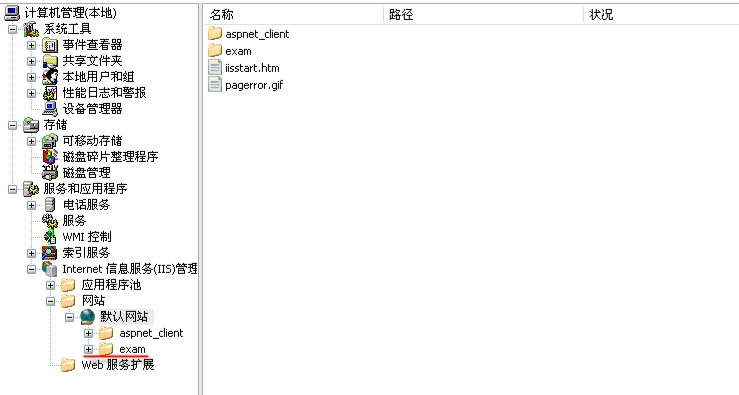 计算机管理(本地)
系统工具
事件查看器
共享文件夹
本地用户和组
性能日志和警报
设备管理器
存储
可移动存储
磁盘碎片整理程序
磁盘管理
服务和应用程序
电话服务
服务
WMI 控制
索引服务
Internet 信息服务(IIS)管理
应用程序池
网站
默认网站
aspnet_client
exam
Web 服务扩展
名称 路径 状况
aspnet_client
exam
iisstart.htm
pagerror.gif